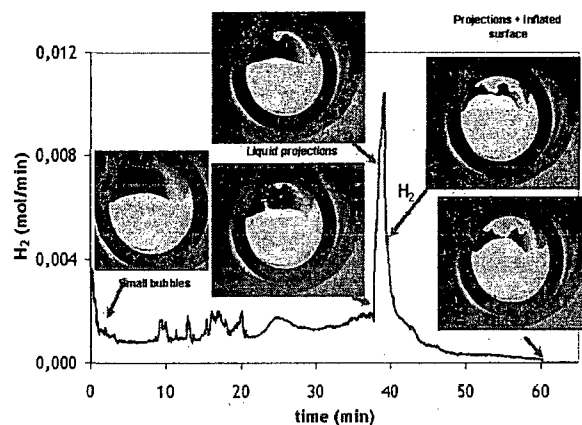 Projections + Inflated
surface
0,012
Liquid projections
0,008
H₂ (mol/min)
H₂
0,004
Small bubbles
0,000
0
10
20
30
40
50
60
time (min)